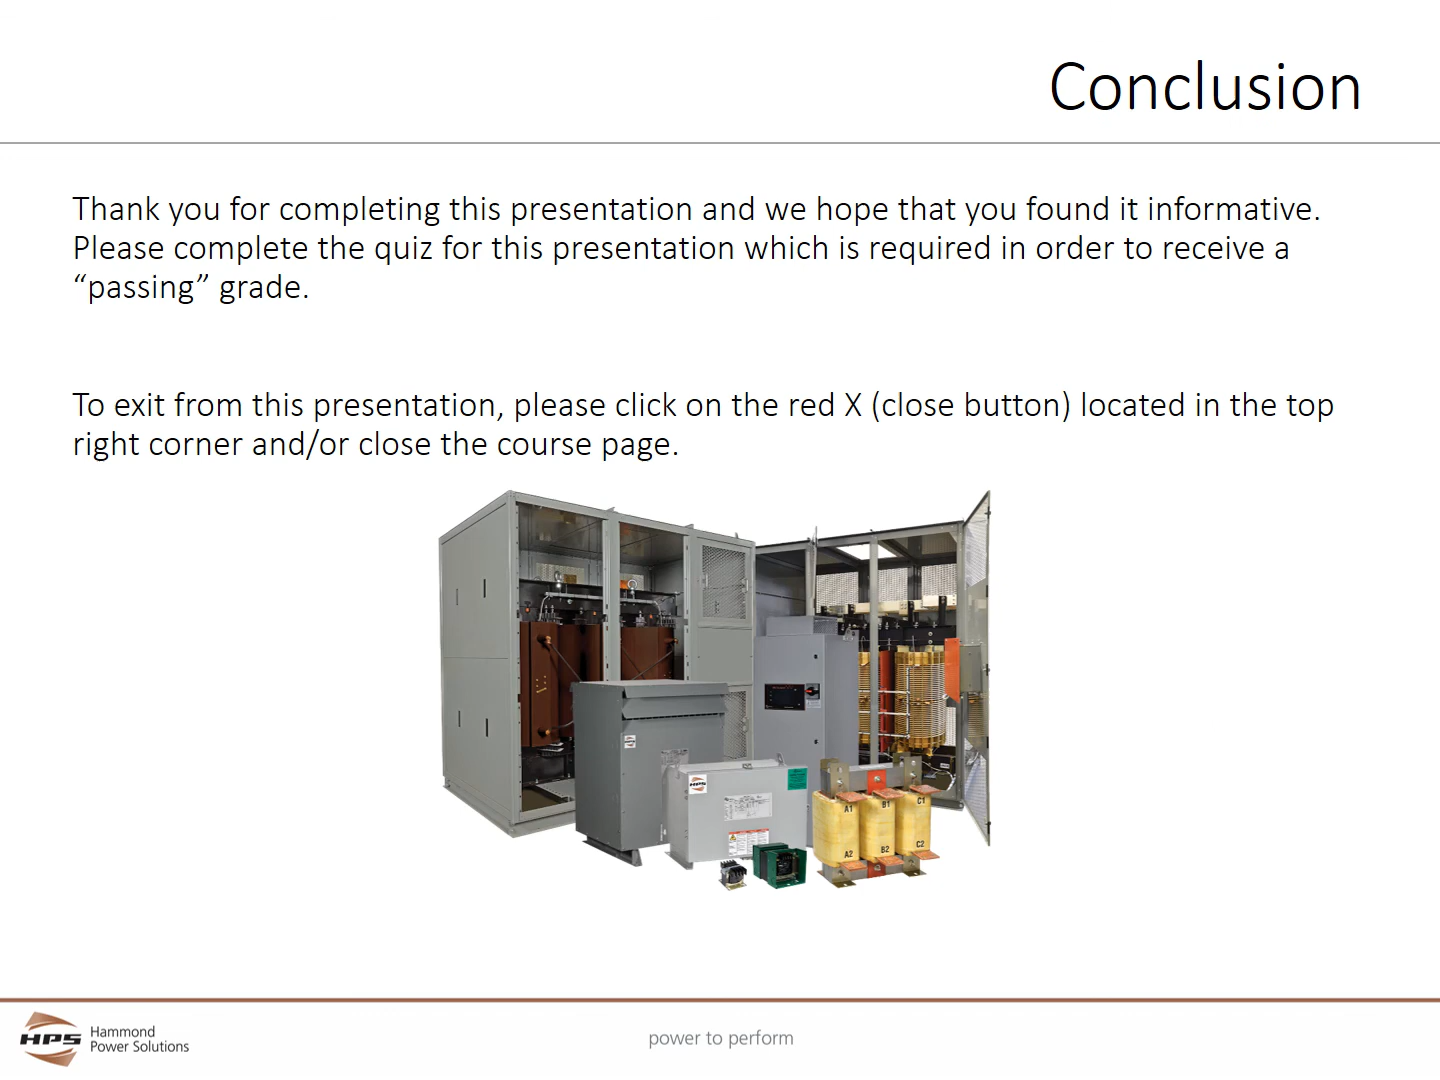 Conclusion
Thank you for completing this presentation and we hope that you found it informative.
Please complete the quiz for this presentation which is required in order to receive a
“passing” grade.
To exit from this presentation, please click on the red X (close button) located in the top
right corner and/or close the course page.
HPS
A1
B1
C1
A2
B2
C2
HPS
Hammond
Power Solutions
power to perform